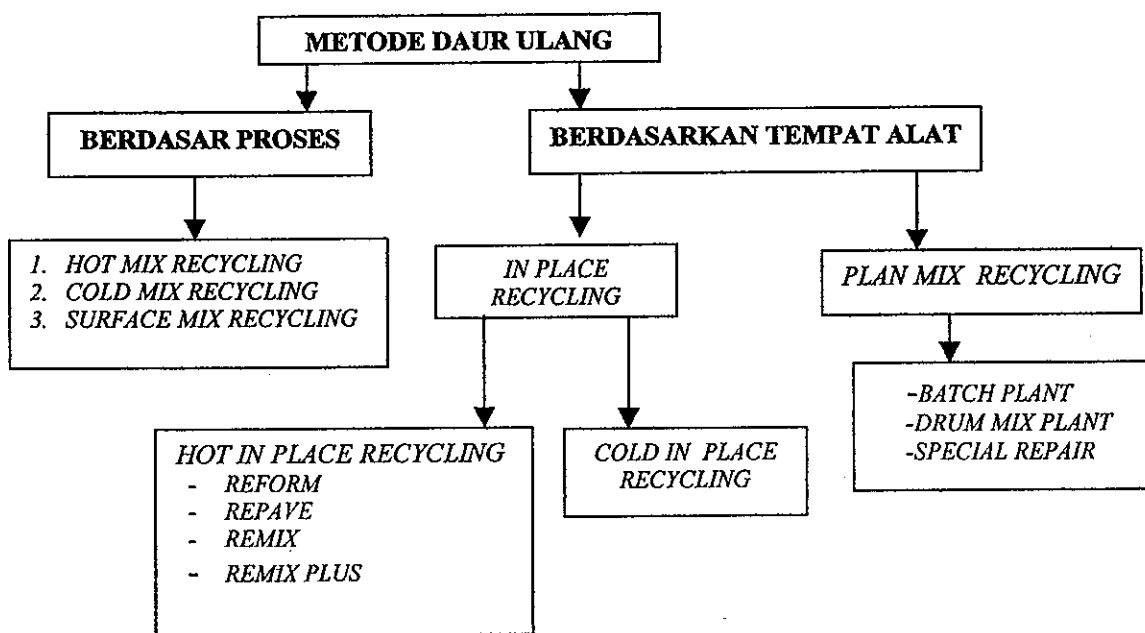 METODE DAUR ULANG
BERDASAR PROSES
BERDASARKAN TEMPAT ALAT
1. HOT MIX RECYCLING
2. COLD MIX RECYCLING
3. SURFACE MIX RECYCLING
IN PLACE
RECYCLING
PLAN MIX RECYCLING
HOT IN PLACE RECYCLING
- REFORM
- REPAVE
- REMIX
- REMIX PLUS
COLD IN PLACE
RECYCLING
-BATCH PLANT
-DRUM MIX PLANT
-SPECIAL REPAIR